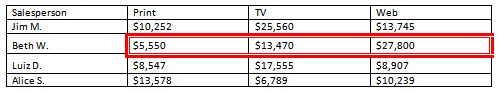 Salesperson Print TV Web
Jim M. $10,252 $25,560 $13,745
Beth W. $5,550 $13,470 $27,800
Luiz D. $8,547 $17,555 $8,907
Alice S. $13,578 $6,789 $10,239